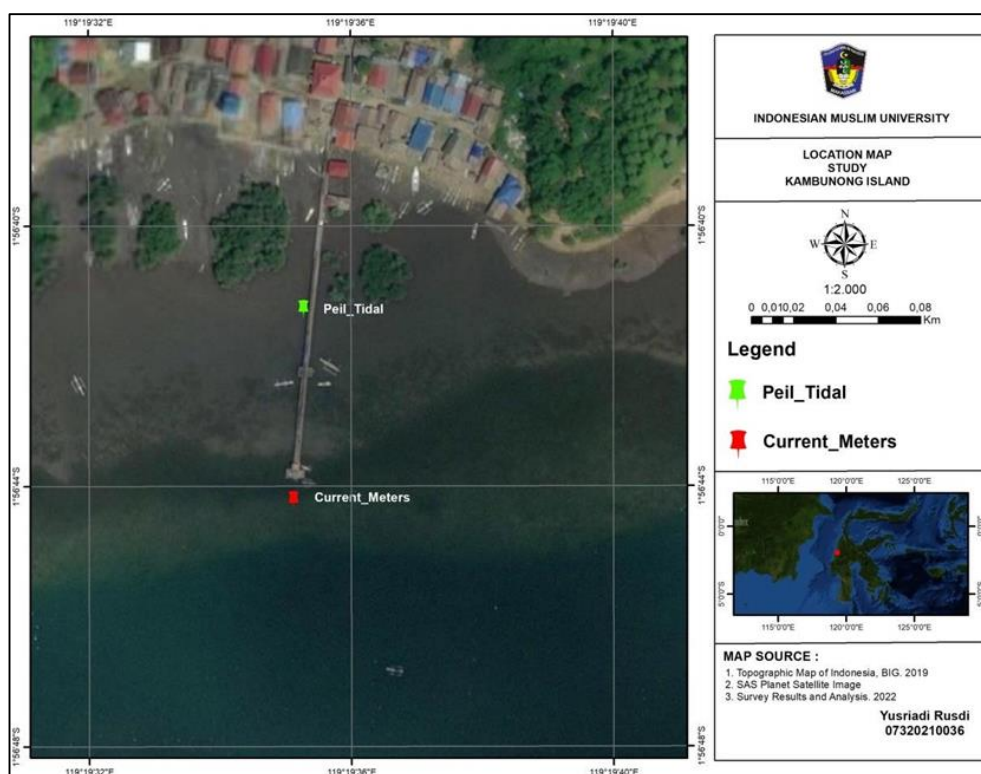 119°19'32"E 119°19'36"E 119°19'40"E
1°56'40"S
1°56'40"S
Peil_Tidal
1°56'44"S
1°56'44"S
Current_Meters
1°56'48"S
1°56'48"S
119°19'32"E 119°19'36"E 119°19'40"E
INDONESIAN MUSLIM UNIVERSITY
LOCATION MAP
STUDY
KAMBUNONG ISLAND
N
W E
S
1:2.000
0 0,010,02 0,04 0,06 0,08
Km
Legend
Peil_Tidal
Current_Meters
115°0'0"E 120°0'0"E 125°0'0"E
0°0'0"
0°0'0"
5°0'0"S
115°0'0"E 120°0'0"E 125°0'0"E
MAP SOURCE :
1. Topographic Map of Indonesia, BIG. 2019
2. SAS Planet Satellite Image
3. Survey Results and Analysis. 2022
Yusriadi Rusdi
07320210036